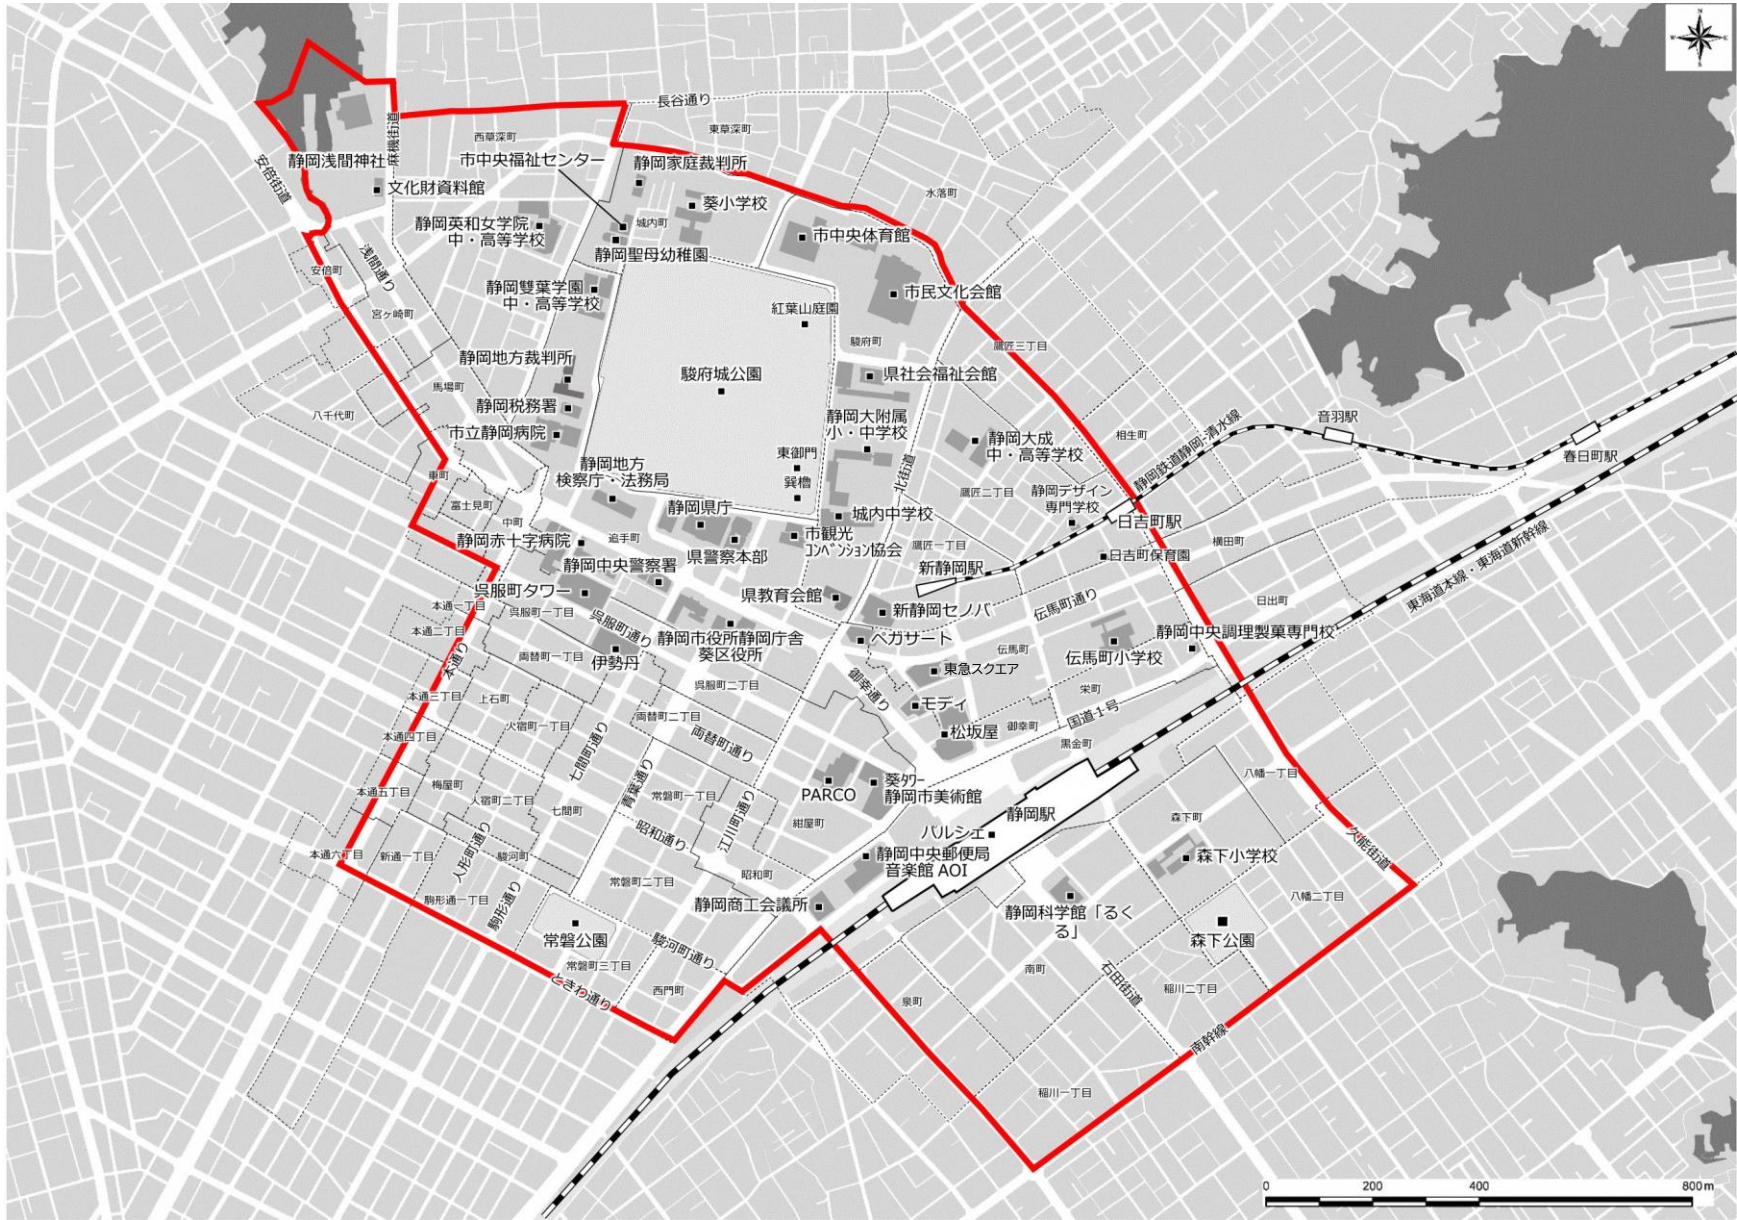 N
W
E
S
長谷通り
東草深町
西草深町
麻機街道
安倍街道
静岡浅間神社
文化財資料館
市中央福祉センター
静岡家庭裁判所
葵小学校
水落町
静岡英和女学院
中・高等学校
城内町
静岡聖母幼稚園
市中央体育館
浅間通り
安倍町
静岡雙葉学園
中・高等学校
市民文化会館
宮ヶ崎町
紅葉山庭園
駿府町
鷹匠三丁目
静岡地方裁判所
県社会福祉会館
駿府城公園
馬場町
八千代町
静岡税務署
静岡大附属
小・中学校
音羽駅
市立静岡病院
静岡大成
中・高等学校
相生町
静岡鉄道静岡-清水線
春日町駅
東御門
巽櫓
北街道
静岡地方
検察庁・法務局
車町
富士見町
中町
鷹匠二丁目
静岡デザイン
専門学校
静岡県庁
城内中学校
日吉町駅
追手町
静岡赤十字病院
県警察本部
市観光
コンベンション協会
鷹匠一丁目
横田町
日吉町保育園
静岡中央警察署
新静岡駅
東海道本線・東海道新幹線
呉服町タワー
県教育会館
本通一丁目
呉服町一丁目
呉服町通り
新静岡セノバ
伝馬町通り
日出町
本通二丁目
静岡市役所静岡庁舎
葵区役所
ペガサート
伝馬町
静岡中央調理製菓専門校
本通り
両替町一丁目
伊勢丹
伝馬町小学校
東急スクエア
本通三丁目
上石町
呉服町二丁目
御幸通り
栄町
モディ
国道1号
両替町二丁目
人宿町一丁目
七間町通り
両替町通り
松坂屋
御幸町
黒金町
本通四丁目
八幡一丁目
梅屋町
本通五丁目
人宿町二丁目
七間町
青葉通り
常磐町一丁目
PARCO
葵タワー
静岡市美術館
江川町通り
紺屋町
静岡駅
森下町
昭和通り
パルシェ
久能街道
本通六丁目
新通一丁目
人形町通り
駿河町
静岡中央郵便局
音楽館 AOI
森下小学校
昭和町
常磐町二丁目
駒形通一丁目
駒形通り
静岡商工会議所
静岡科学館「るく
る」
八幡二丁目
常磐公園
駿河町通り
森下公園
常磐町三丁目
ときわ通り
西門町
南町
石田街道
稲川二丁目
泉町
南幹線
稲川一丁目
0 200 400 800m